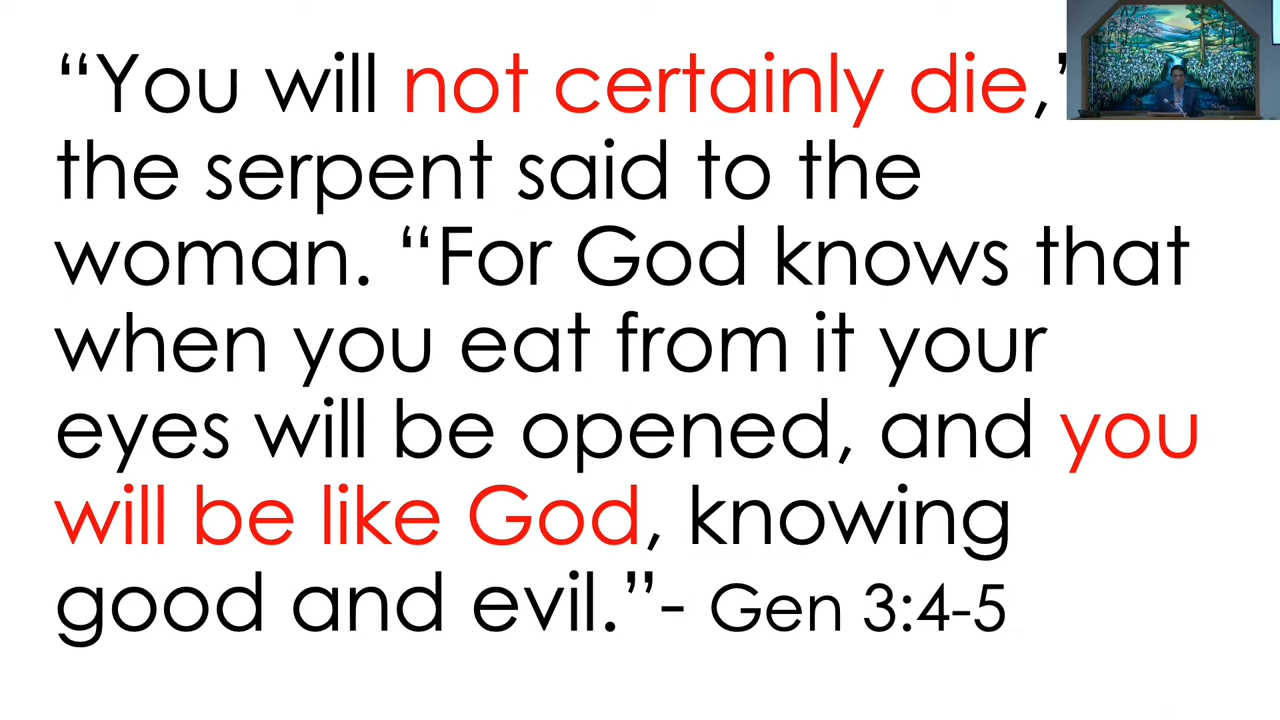 “You will not certainly die,”
the serpent said to the
woman. “For God knows that
when you eat from it your
eyes will be opened, and you
will be like God, knowing
good and evil.”- Gen 3:4-5